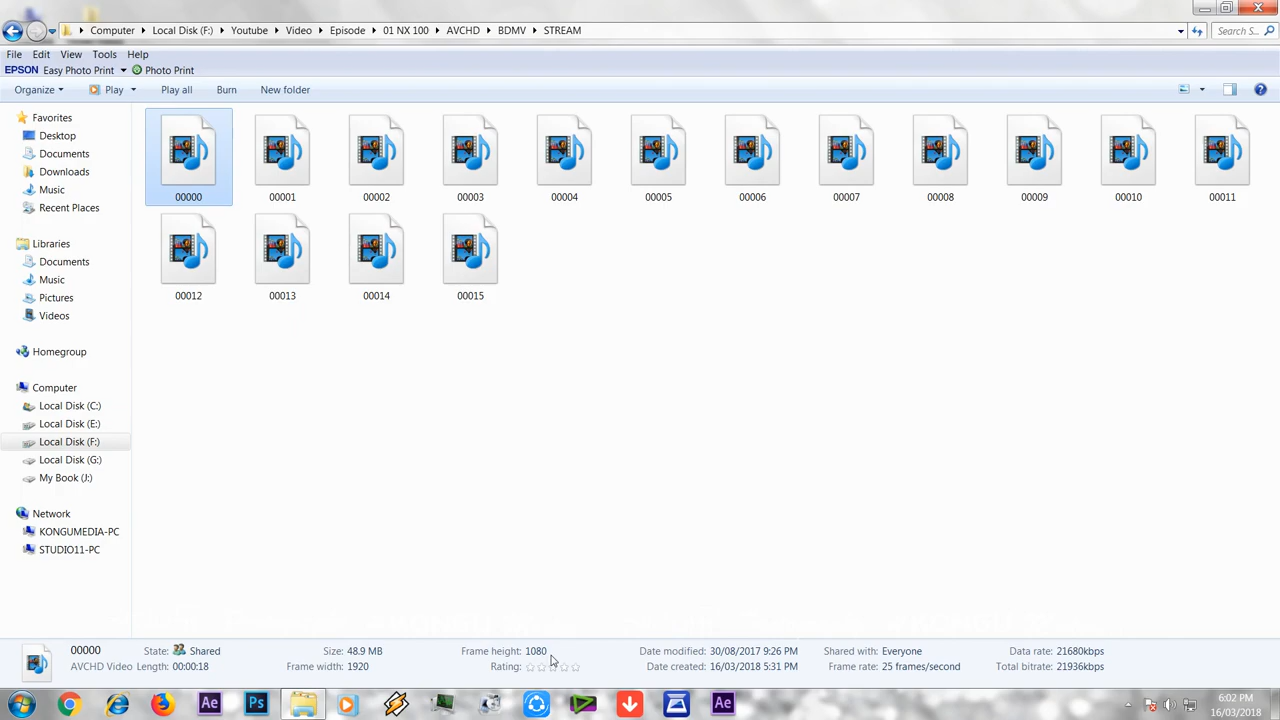 Computer ▸ Local Disk (F:) ▸ Youtube ▸ Video ▸ Episode ▸ 01 NX 100 ▸ AVCHD ▸ BDMV ▸ STREAM
Search S...
File Edit View Tools Help
EPSON Easy Photo Print Photo Print
Organize Play Play all Burn New folder
Favorites
Desktop
Documents
Downloads
Music
Recent Places
Libraries
Documents
Music
Pictures
Videos
Homegroup
Computer
Local Disk (C:)
Local Disk (E:)
Local Disk (F:)
Local Disk (G:)
My Book (J:)
Network
KONGUMEDIA-PC
STUDIO11-PC
00000 00001 00002 00003 00004 00005 00006 00007 00008 00009 00010 00011
00012 00013 00014 00015
00000 State: Shared Size: 48.9 MB Frame height: 1080 Date modified: 30/08/2017 9:26 PM Shared with: Everyone Data rate: 21680kbps
AVCHD Video Length: 00:00:18 Frame width: 1920 Rating: Date created: 16/03/2018 5:31 PM Frame rate: 25 frames/second Total bitrate: 21936kbps
Ae Ps Ae
6:02 PM
16/03/2018